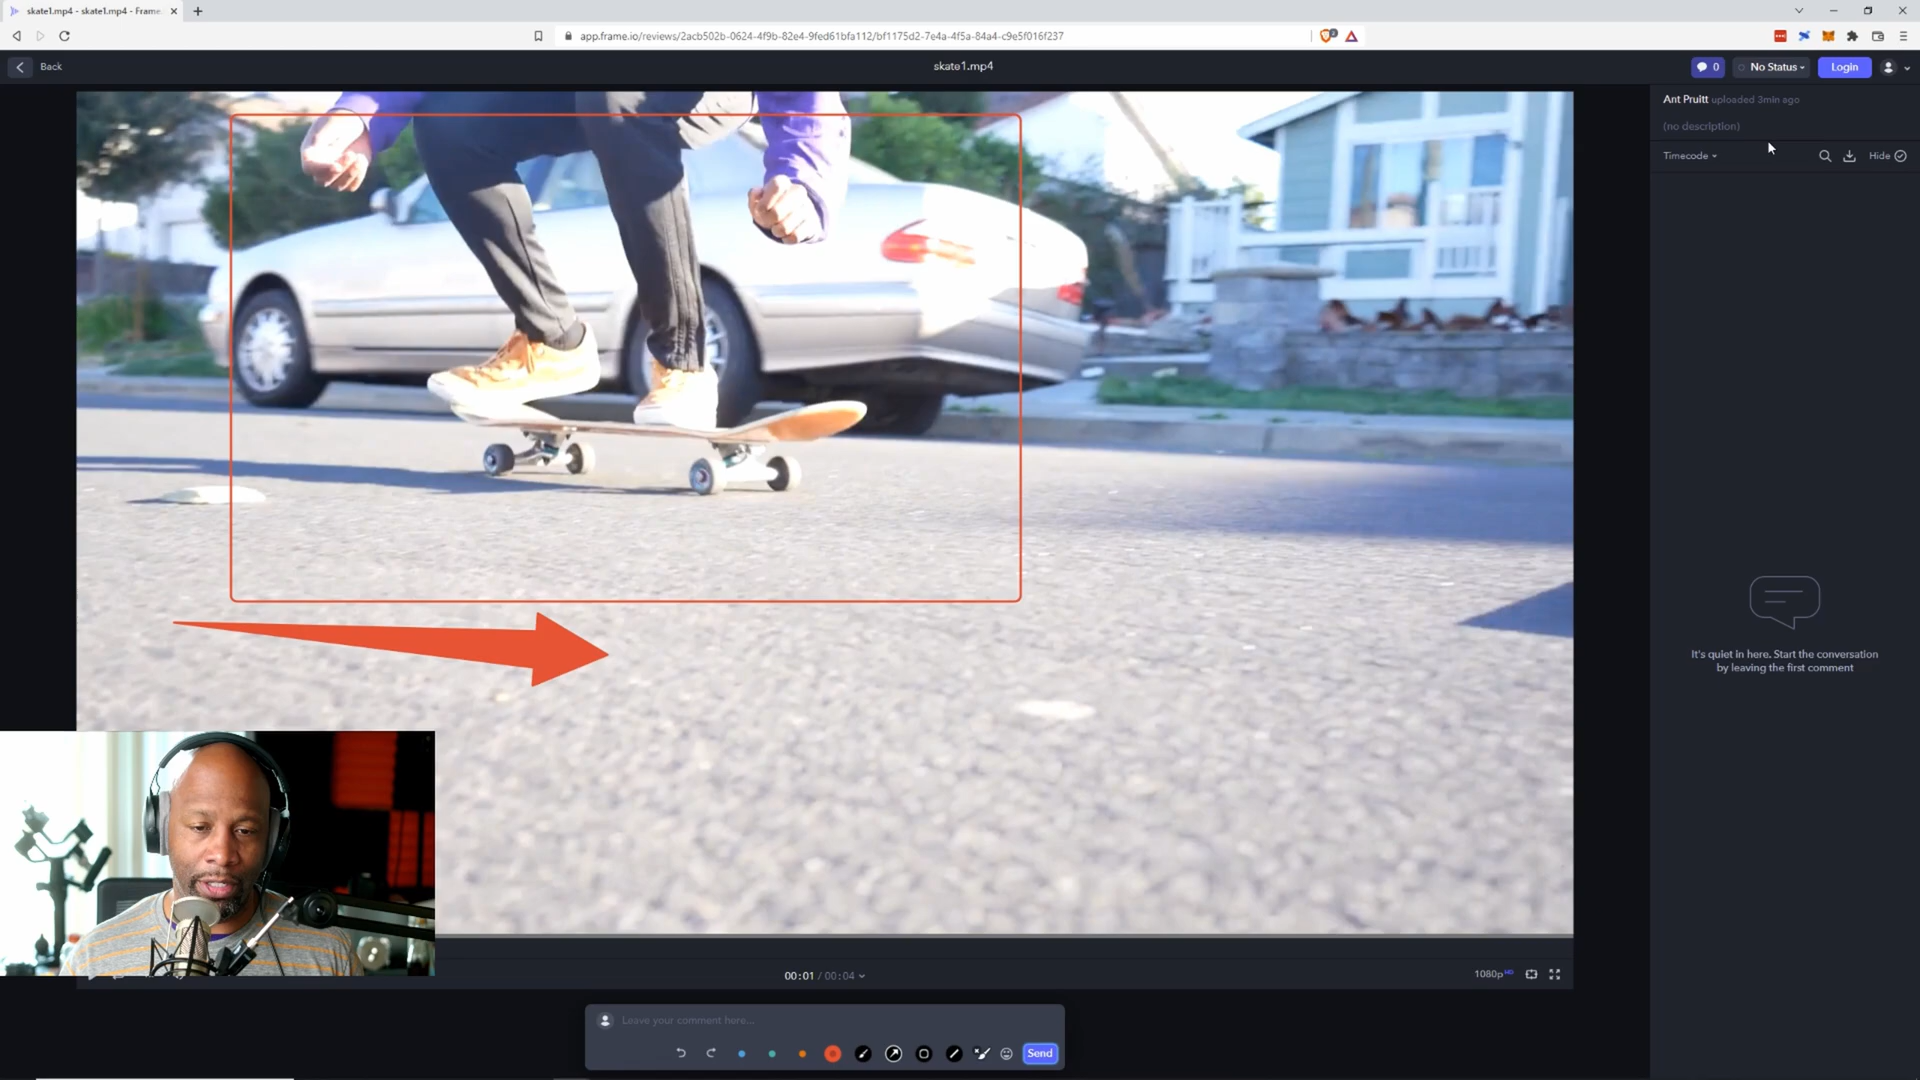 skate1.mp4 - skate1.mp4 - Frame.
app.frame.io/reviews/2acb502b-0624-4f9b-82e4-9fed61bfa112/bf1175d2-7e4a-4f5a-84a4-c9e5f016f237
Back
skate1.mp4
0
No Status
Login
Ant Pruitt uploaded 3min ago
(no description)
Timecode
Hide
It's quiet in here. Start the conversation
by leaving the first comment
00:01 / 00:04
1080p HD
Leave your comment here...
Send